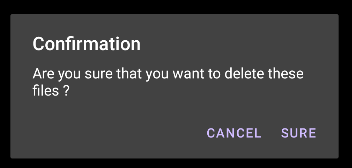 Confirmation
Are you sure that you want to delete these
files ?
CANCEL SURE